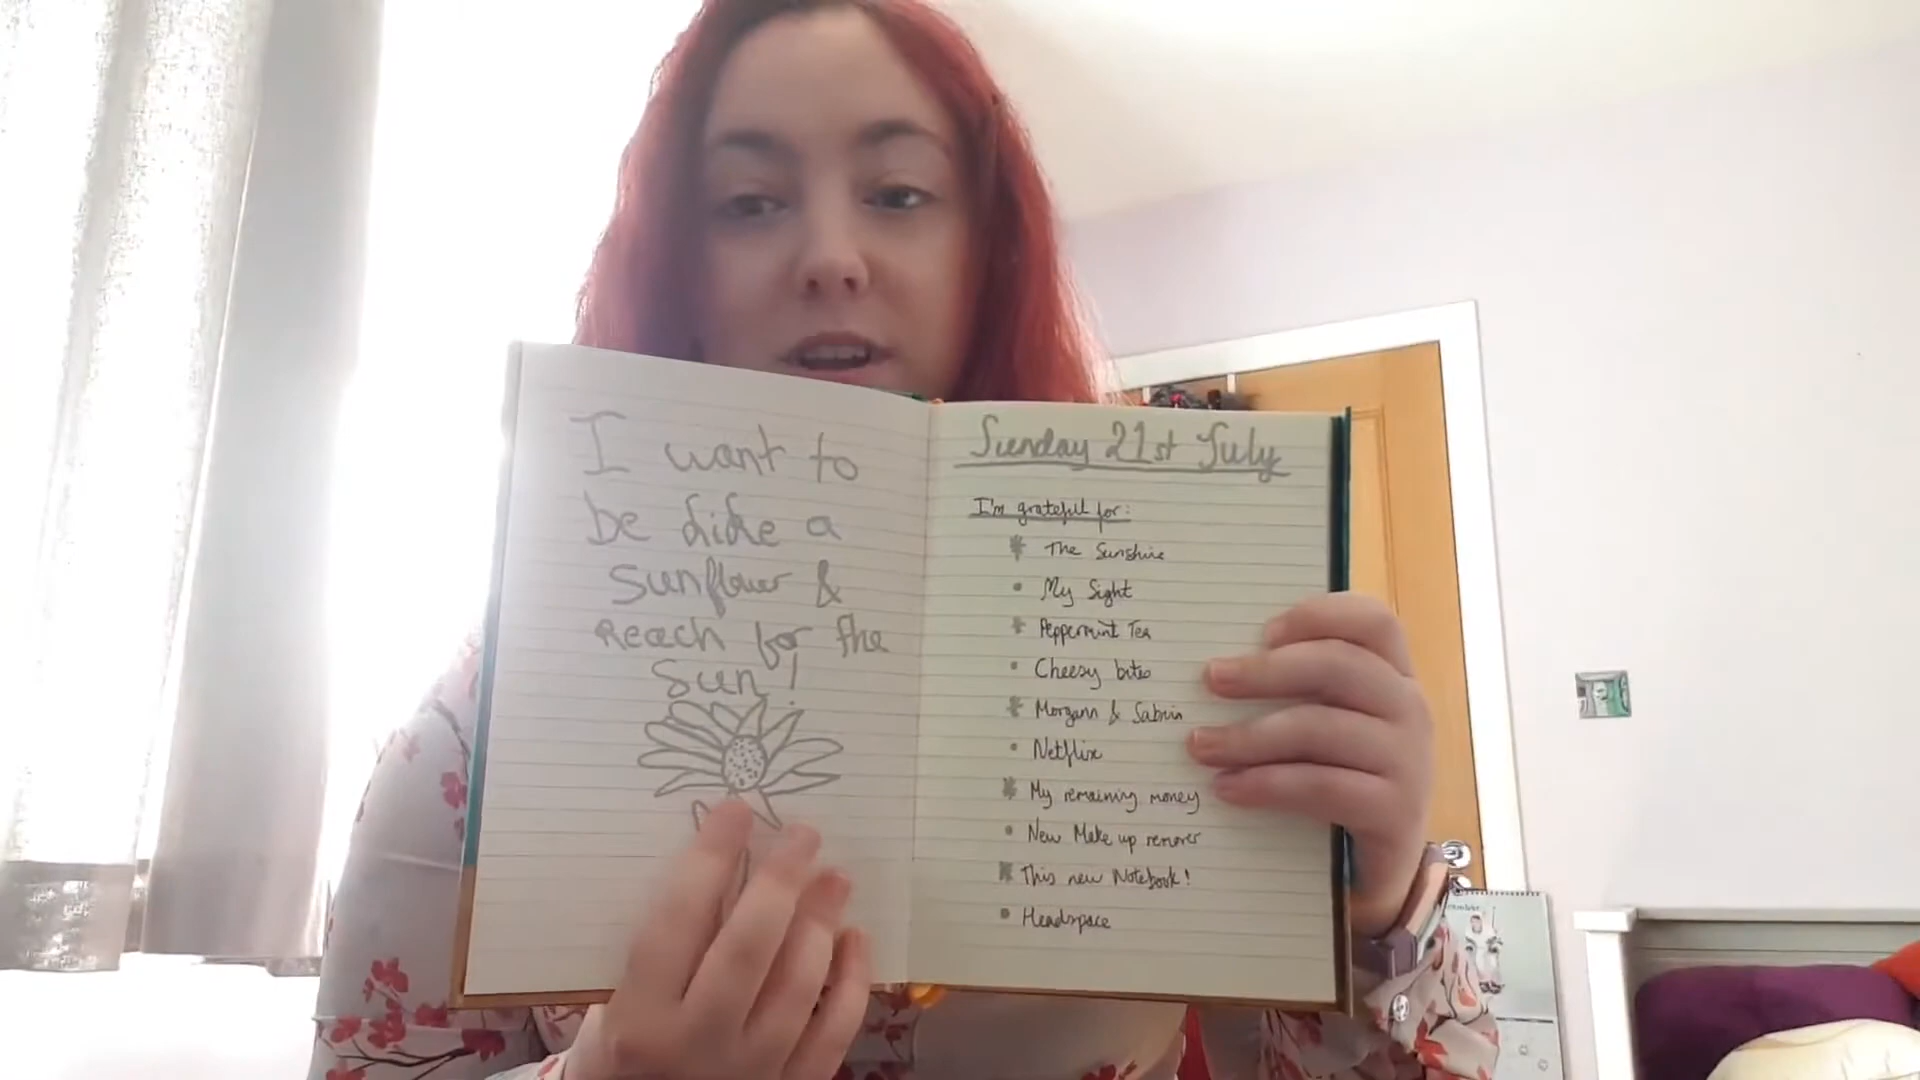 I want to
be like a
sunflower &
Reach for the
Sun!
Sunday 21st July
I'm grateful for:
The Sunshine
My Sight
Peppermint Tea
Cheesy bites
Morgann & Sabrin
Netflix
My remaining money
New Make up remover
This new Notebook!
Headspace